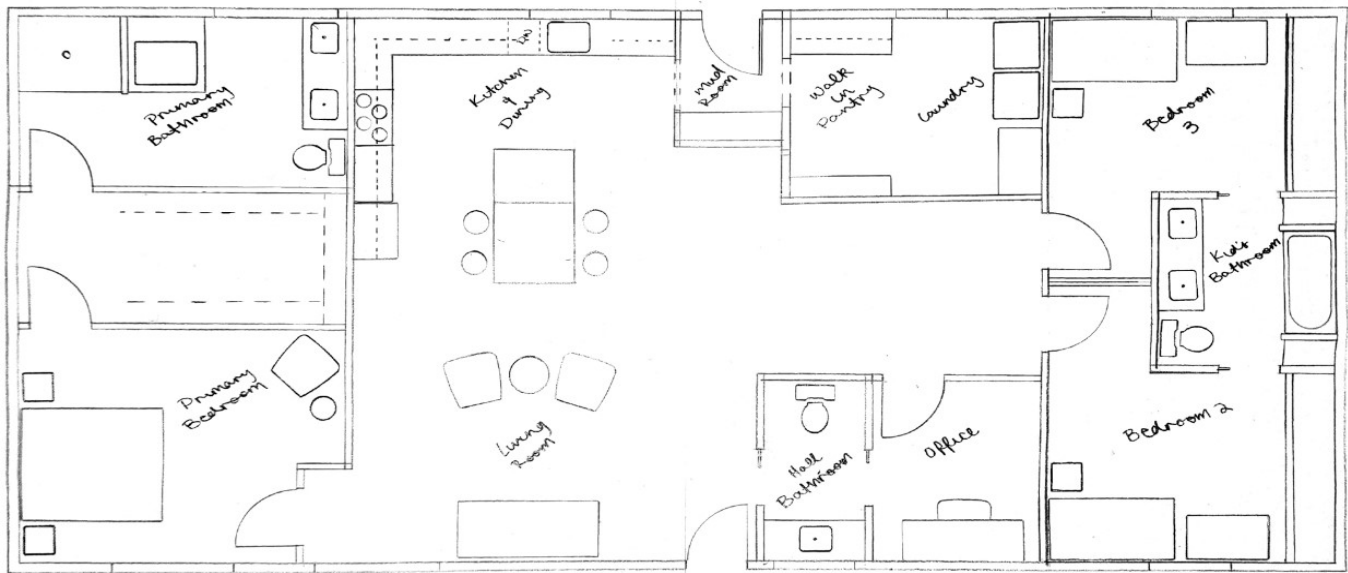 DW
Kitchen
+
Dining
Mud
Room
Walk
in
Pantry
Laundry
Bedroom
3
Primary
Bathroom
Kid's
Bathroom
Primary
Bedroom
Living
Room
Hall
Bathroom
Office
Bedroom 2